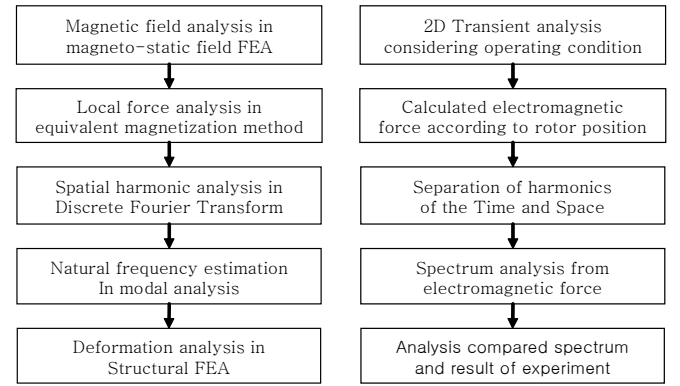 Magnetic field analysis in
magneto-static field FEA
Local force analysis in
equivalent magnetization method
Spatial harmonic analysis in
Discrete Fourier Transform
Natural frequency estimation
In modal analysis
Deformation analysis in
Structural FEA
2D Transient analysis
considering operating condition
Calculated electromagnetic
force according to rotor position
Separation of harmonics
of the Time and Space
Spectrum analysis from
electromagnetic force
Analysis compared spectrum
and result of experiment